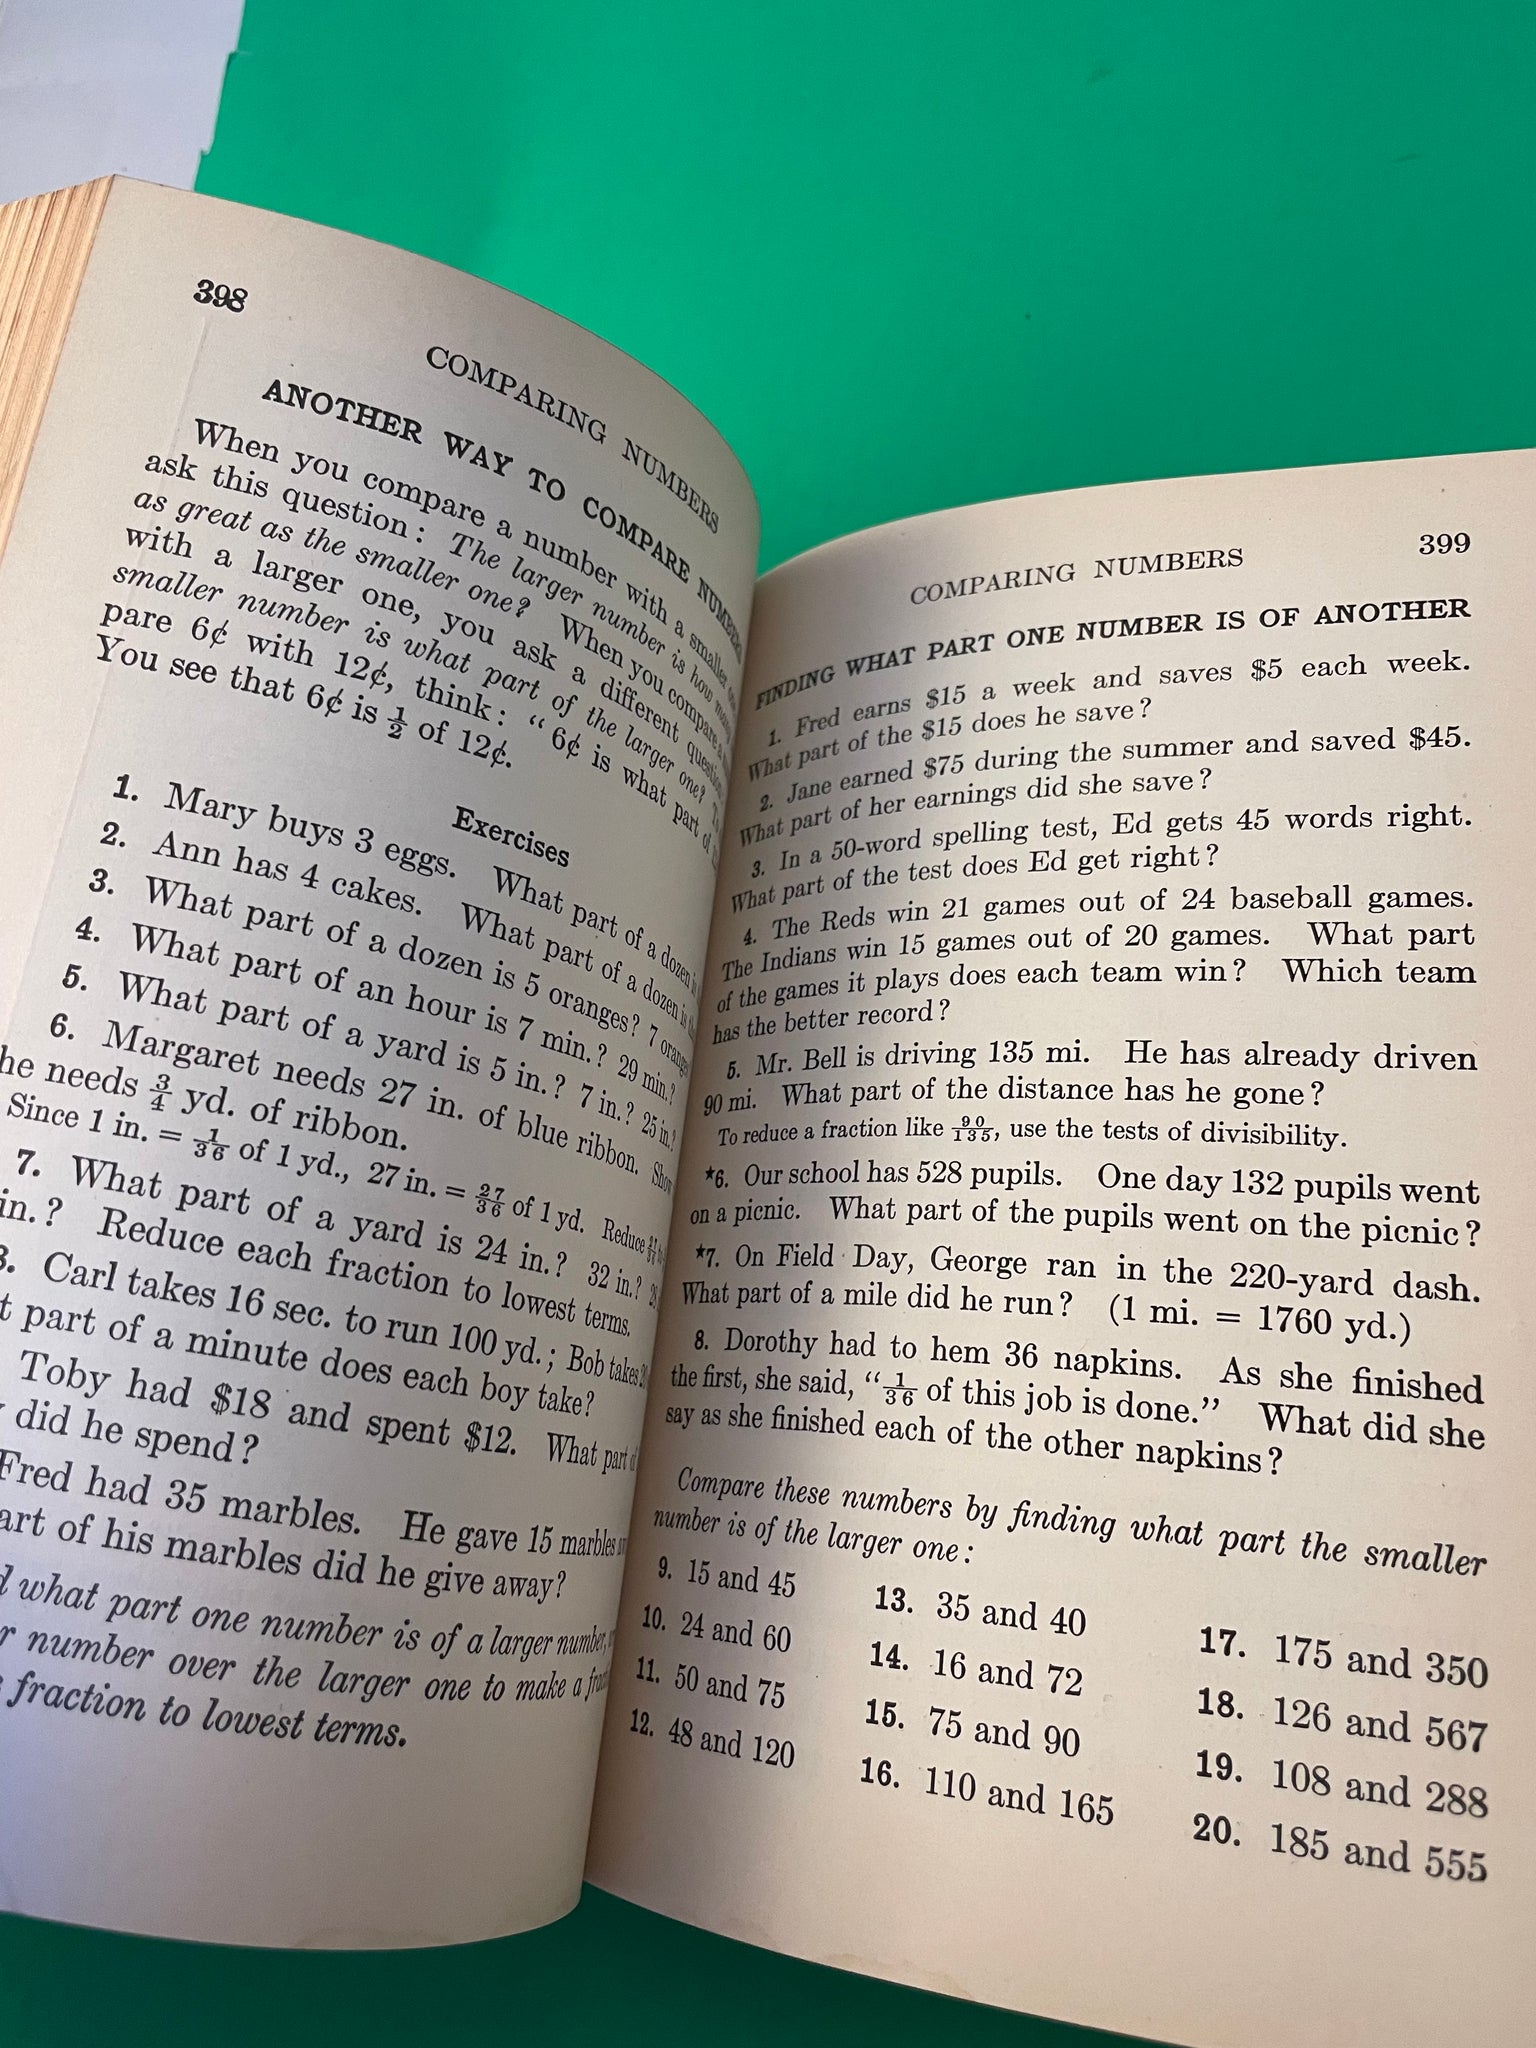 398
COMPARING NUMBERS
ANOTHER WAY TO COMPARE NUMBERS
When you compare a number with a smaller
ask this question: The larger number is how many
as great as the smaller one? When you compare a
with a larger one, you ask a different question
smaller number is what part of the larger one? To
pare 6¢ with 12¢, think: "6¢ is what part of
You see that 6¢ is 1/2 of 12¢.
Exercises
1. Mary buys 3 eggs. What part of a dozen is
2. Ann has 4 cakes. What part of a dozen is
3. What part of a dozen is 5 oranges? 7 oranges
4. What part of an hour is 7 min.? 29 min.?
5. What part of a yard is 5 in.? 7 in.? 25 in.?
6. Margaret needs 27 in. of blue ribbon. Show
he needs 3/4 yd. of ribbon.
Since 1 in. = 1/36 of 1 yd., 27 in. = 27/36 of 1 yd. Reduce 27/36
7. What part of a yard is 24 in.? 32 in.?
in.? Reduce each fraction to lowest terms.
Carl takes 16 sec. to run 100 yd.; Bob takes
t part of a minute does each boy take?
Toby had $18 and spent $12. What part
did he spend?
Fred had 35 marbles. He gave 15 marbles
art of his marbles did he give away?
what part one number is of a larger number,
r number over the larger one to make a
fraction to lowest terms.
COMPARING NUMBERS 399
FINDING WHAT PART ONE NUMBER IS OF ANOTHER
1. Fred earns $15 a week and saves $5 each week.
What part of the $15 does he save?
2. Jane earned $75 during the summer and saved $45.
What part of her earnings did she save?
3. In a 50-word spelling test, Ed gets 45 words right.
What part of the test does Ed get right?
4. The Reds win 21 games out of 24 baseball games.
The Indians win 15 games out of 20 games. What part
of the games it plays does each team win? Which team
has the better record?
5. Mr. Bell is driving 135 mi. He has already driven
90 mi. What part of the distance has he gone?
To reduce a fraction like 90/135, use the tests of divisibility.
★6. Our school has 528 pupils. One day 132 pupils went
on a picnic. What part of the pupils went on the picnic?
★7. On Field Day, George ran in the 220-yard dash.
What part of a mile did he run? (1 mi. = 1760 yd.)
8. Dorothy had to hem 36 napkins. As she finished
the first, she said, "1/36 of this job is done." What did she
say as she finished each of the other napkins?
Compare these numbers by finding what part the smaller
number is of the larger one:
9. 15 and 45
10. 24 and 60
11. 50 and 75
12. 48 and 120
13. 35 and 40
14. 16 and 72
15. 75 and 90
16. 110 and 165
17. 175 and 350
18. 126 and 567
19. 108 and 288
20. 185 and 555